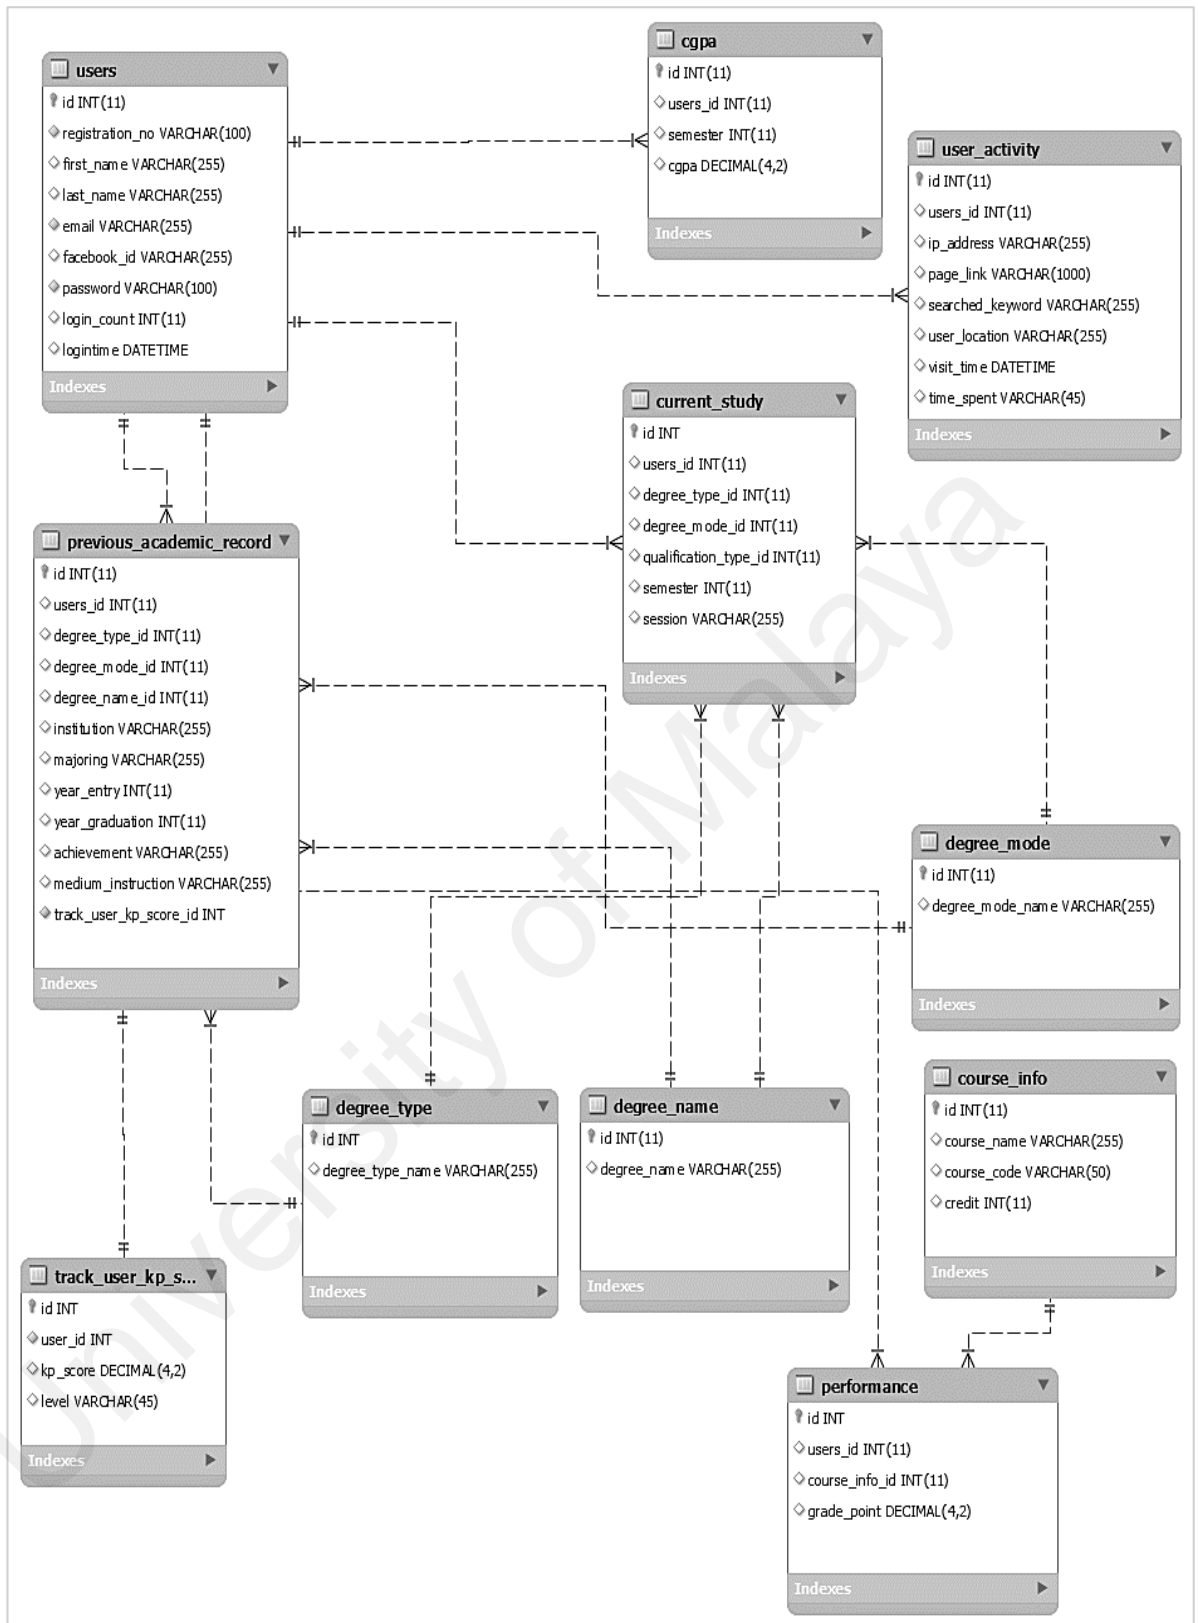 users
id INT(11)
registration_no VARCHAR(100)
first_name VARCHAR(255)
last_name VARCHAR(255)
email VARCHAR(255)
facebook_id VARCHAR(255)
password VARCHAR(100)
login_count INT(11)
logintime DATETIME
Indexes
cgpa
id INT(11)
users_id INT(11)
semester INT(11)
cgpa DECIMAL(4,2)
Indexes
user_activity
id INT(11)
users_id INT(11)
ip_address VARCHAR(255)
page_link VARCHAR(1000)
searched_keyword VARCHAR(255)
user_location VARCHAR(255)
visit_time DATETIME
time_spent VARCHAR(45)
Indexes
current_study
id INT
users_id INT(11)
degree_type_id INT(11)
degree_mode_id INT(11)
qualification_type_id INT(11)
semester INT(11)
session VARCHAR(255)
Indexes
previous_academic_record
id INT(11)
users_id INT(11)
degree_type_id INT(11)
degree_mode_id INT(11)
degree_name_id INT(11)
institution VARCHAR(255)
majoring VARCHAR(255)
year_entry INT(11)
year_graduation INT(11)
achievement VARCHAR(255)
medium_instruction VARCHAR(255)
track_user_kp_score_id INT
Indexes
degree_mode
id INT(11)
degree_mode_name VARCHAR(255)
Indexes
degree_type
id INT
degree_type_name VARCHAR(255)
Indexes
degree_name
id INT(11)
degree_name VARCHAR(255)
Indexes
course_info
id INT(11)
course_name VARCHAR(255)
course_code VARCHAR(50)
credit INT(11)
Indexes
track_user_kp_s...
id INT
user_id INT
kp_score DECIMAL(4,2)
level VARCHAR(45)
Indexes
performance
id INT
users_id INT(11)
course_info_id INT(11)
grade_point DECIMAL(4,2)
Indexes
University of Malaya